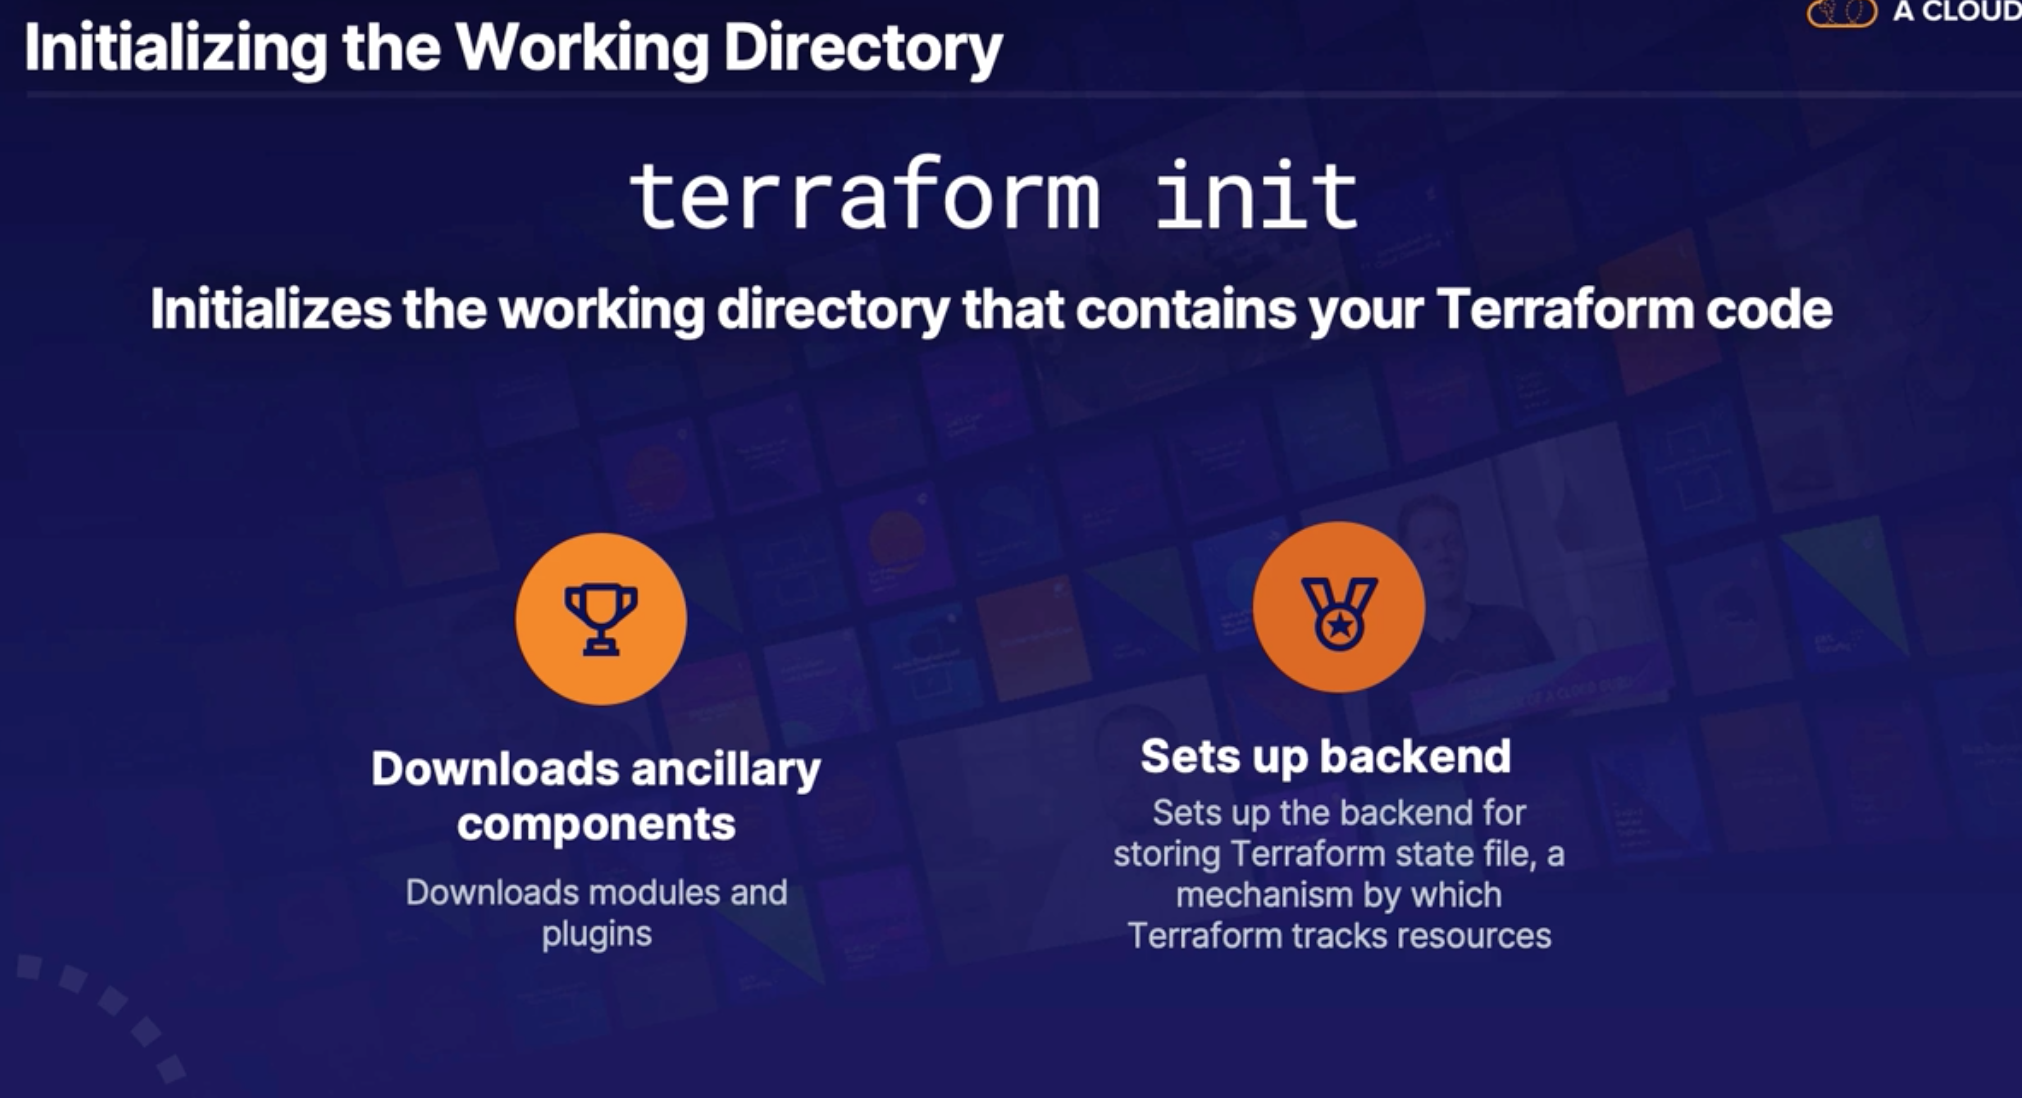 Initializing the Working Directory
A CLOUD
terraform init
Initializes the working directory that contains your Terraform code
Downloads ancillary
components
Downloads modules and
plugins
Sets up backend
Sets up the backend for
storing Terraform state file, a
mechanism by which
Terraform tracks resources